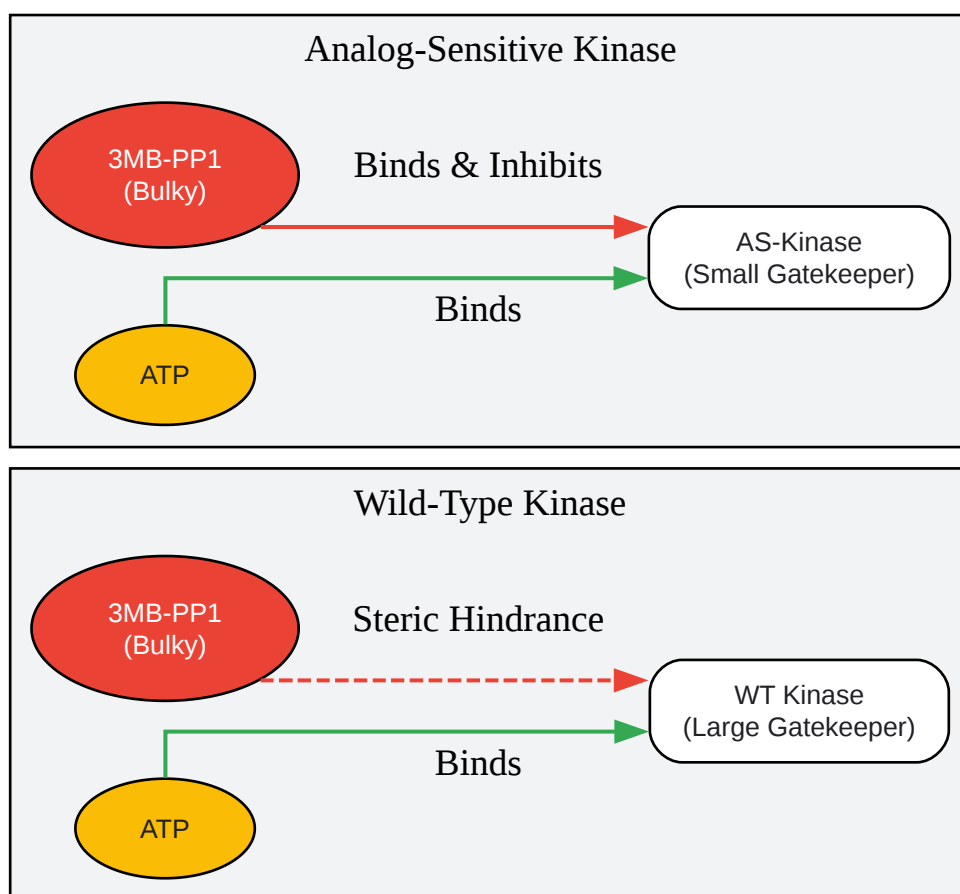 Analog-Sensitive Kinase
3MB-PP1
(Bulky)
Binds & Inhibits
AS-Kinase
(Small Gatekeeper)
Binds
ATP
Wild-Type Kinase
3MB-PP1
(Bulky)
Steric Hindrance
WT Kinase
(Large Gatekeeper)
Binds
ATP